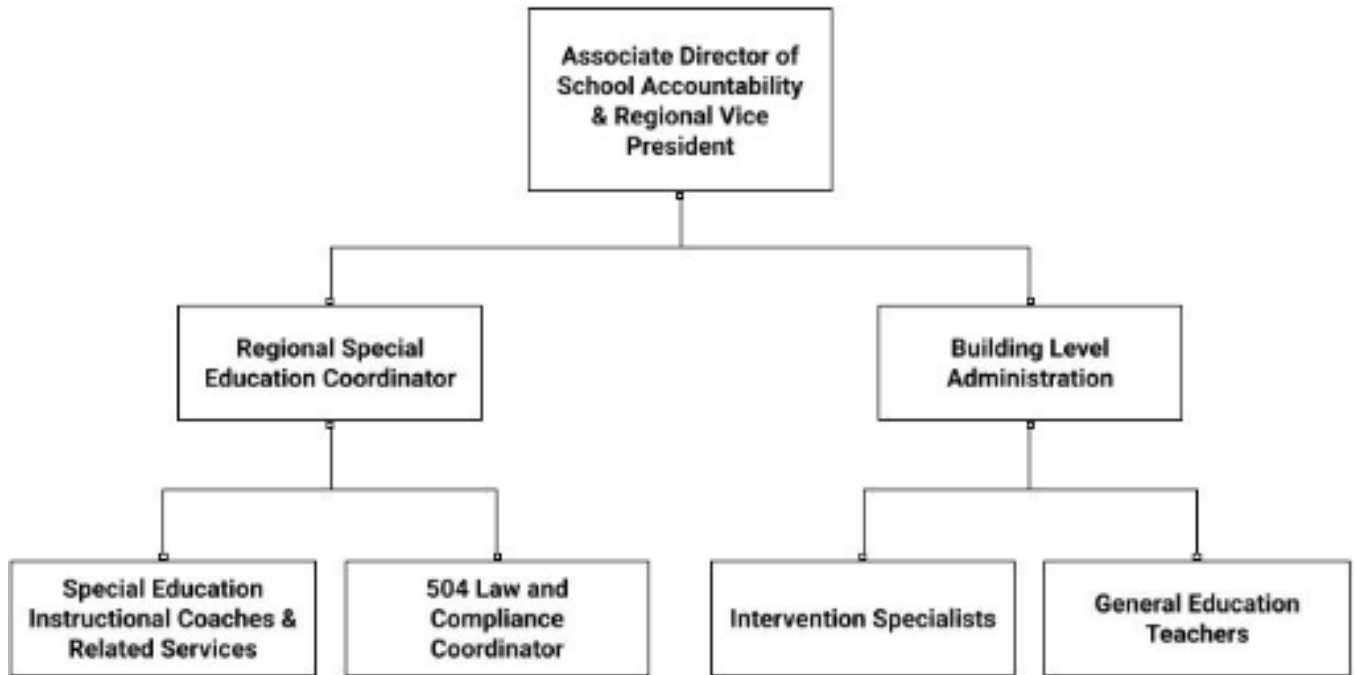 Associate Director of
School Accountability
& Regional Vice
President
Regional Special
Education Coordinator
Building Level
Administration
Special Education
Instructional Coaches &
Related Services
504 Law and
Compliance
Coordinator
Intervention Specialists
General Education
Teachers